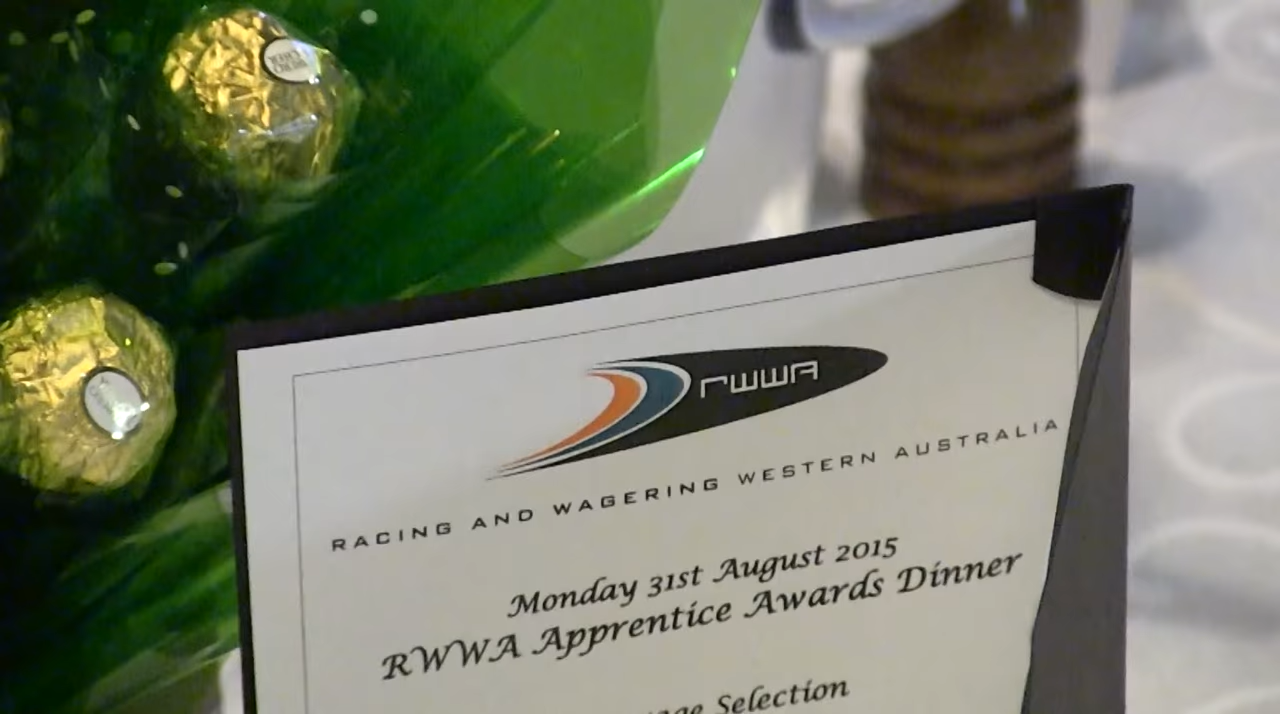 rwwa
RACING AND WAGERING WESTERN AUSTRALIA
Monday 31st August 2015
RWWA Apprentice Awards Dinner
Selection